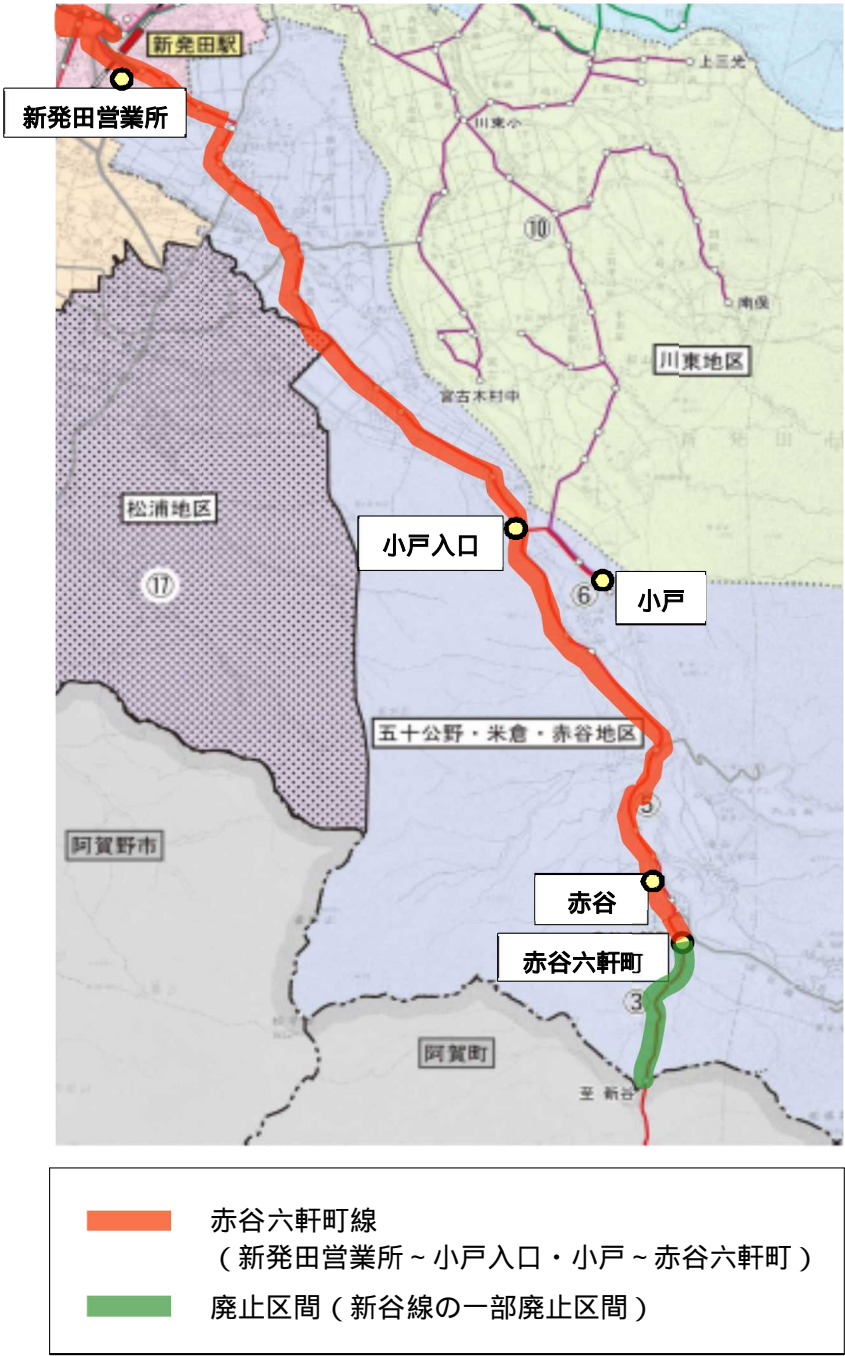 新発田駅
新発田営業所
上三光
川東小
⑩
南俣
川東地区
宮古木村中
松浦地区
⑰
小戸入口
小戸
⑥
五十公野・米倉・赤谷地区
⑤
阿賀野市
赤谷
赤谷六軒町
③
阿賀町
至 新谷
赤谷六軒町線
(新発田営業所~小戸入口・小戸~赤谷六軒町)
廃止区間(新谷線の一部廃止区間)